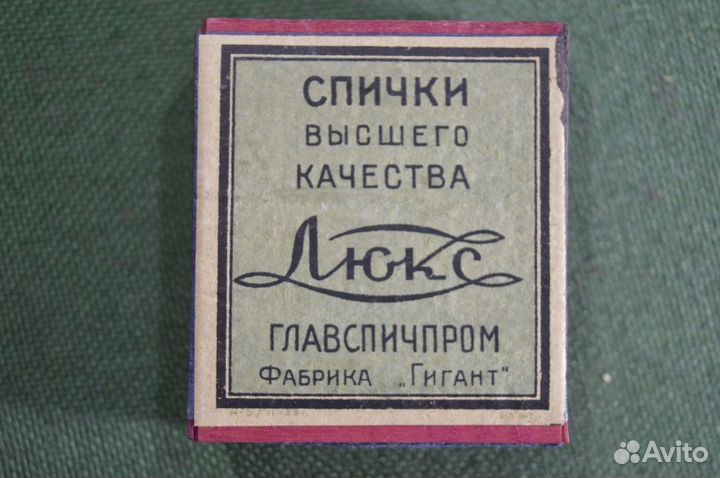 СПИЧКИ
ВЫСШЕГО
КАЧЕСТВА
Люкс
ГЛАВСПИЧПРОМ
ФАБРИКА „ГИГАНТ"
Avito